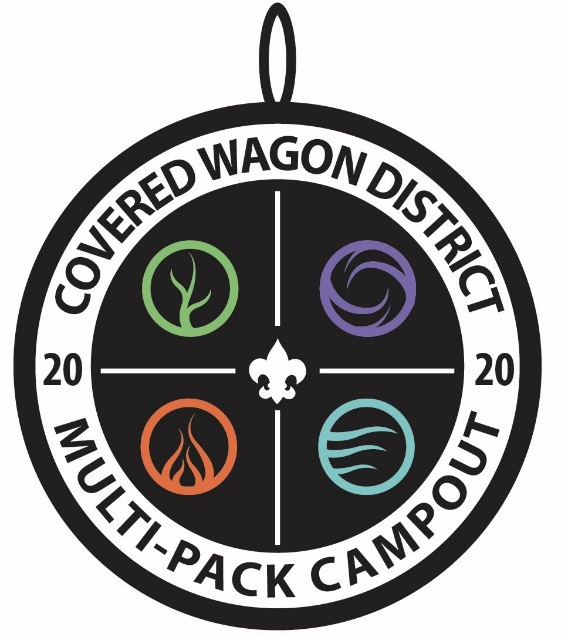 COVERED WAGON DISTRICT
20 20
MULTI-PACK CAMPOUT